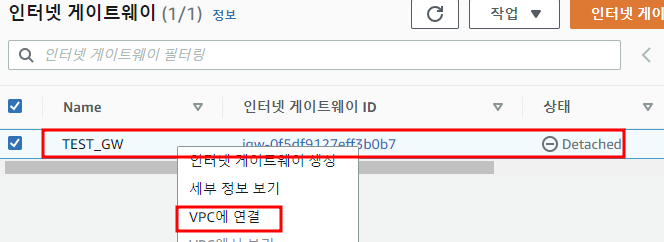 인터넷 게이트웨이 (1/1) 정보
작업
인터넷 게이
인터넷 게이트웨이 필터링
Name 인터넷 게이트웨이 ID 상태
TEST_GW igw-0f5df9127eff3b0b7 Detached
인터넷 게이트웨이 생성
세부 정보 보기
VPC에 연결